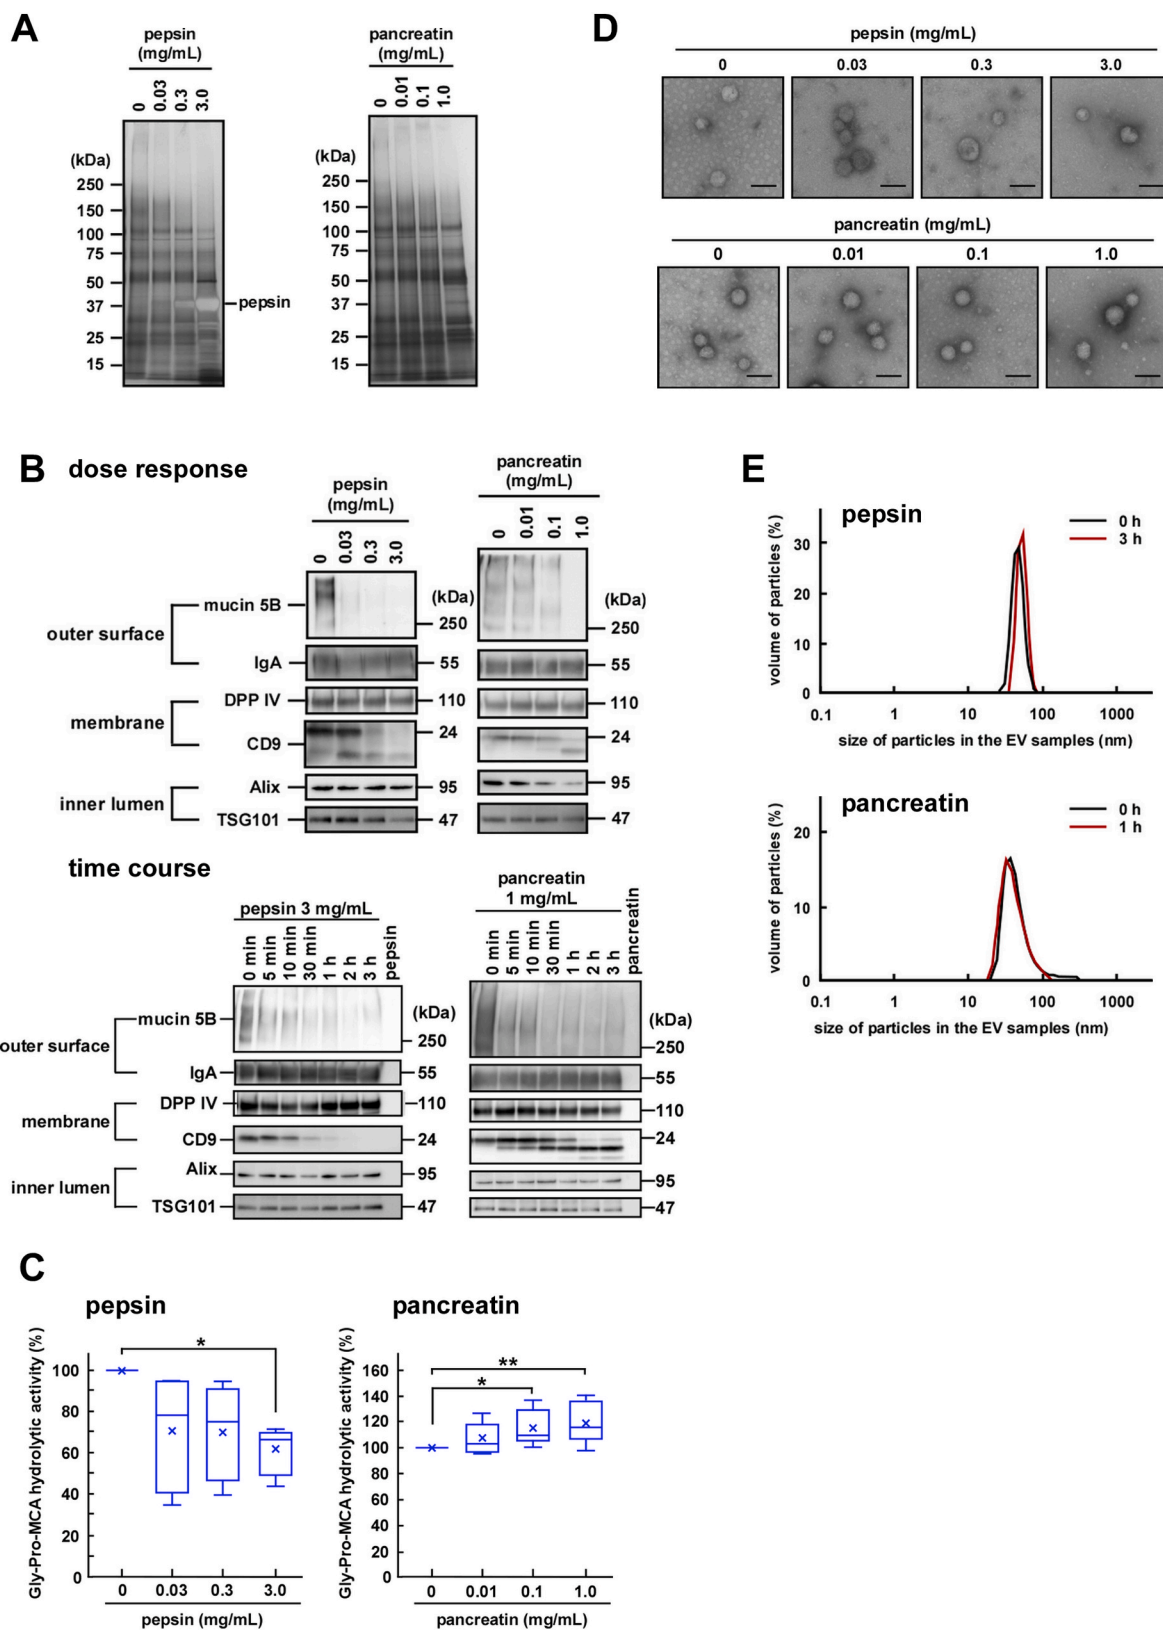 A
pepsin
(mg/mL)
0 0.03 0.3 3.0
(kDa)
250
150
100
75
50
37
25
15
pepsin
pancreatin
(mg/mL)
0 0.01 0.1 1.0
(kDa)
250
150
100
75
50
37
25
15
D
pepsin (mg/mL)
0 0.03 0.3 3.0
pancreatin (mg/mL)
0 0.01 0.1 1.0
B dose response
pepsin
(mg/mL)
0 0.03 0.3 3.0
pancreatin
(mg/mL)
0 0.01 0.1 1.0
outer surface
mucin 5B
(kDa)
250
(kDa)
250
IgA
55
55
membrane
DPP IV
110
110
CD9
24
24
inner lumen
Alix
95
95
TSG101
47
47
time course
pepsin 3 mg/mL
0 min 5 min 10 min 30 min 1 h 2 h 3 h pepsin
pancreatin
1 mg/mL
0 min 5 min 10 min 30 min 1 h 2 h 3 h pancreatin
outer surface
mucin 5B
(kDa)
250
(kDa)
250
IgA
55
55
membrane
DPP IV
110
110
CD9
24
24
inner lumen
Alix
95
95
TSG101
47
47
E
pepsin
0 h
3 h
volume of particles (%)
30
20
10
0
0.1 1 10 100 1000
size of particles in the EV samples (nm)
pancreatin
0 h
1 h
volume of particles (%)
20
10
0
0.1 1 10 100 1000
size of particles in the EV samples (nm)
C
pepsin
Gly-Pro-MCA hydrolytic activity (%)
100
80
60
40
20
0
*
0 0.03 0.3 3.0
pepsin (mg/mL)
pancreatin
Gly-Pro-MCA hydrolytic activity (%)
160
140
120
100
80
60
40
20
0
**
*
0 0.01 0.1 1.0
pancreatin (mg/mL)